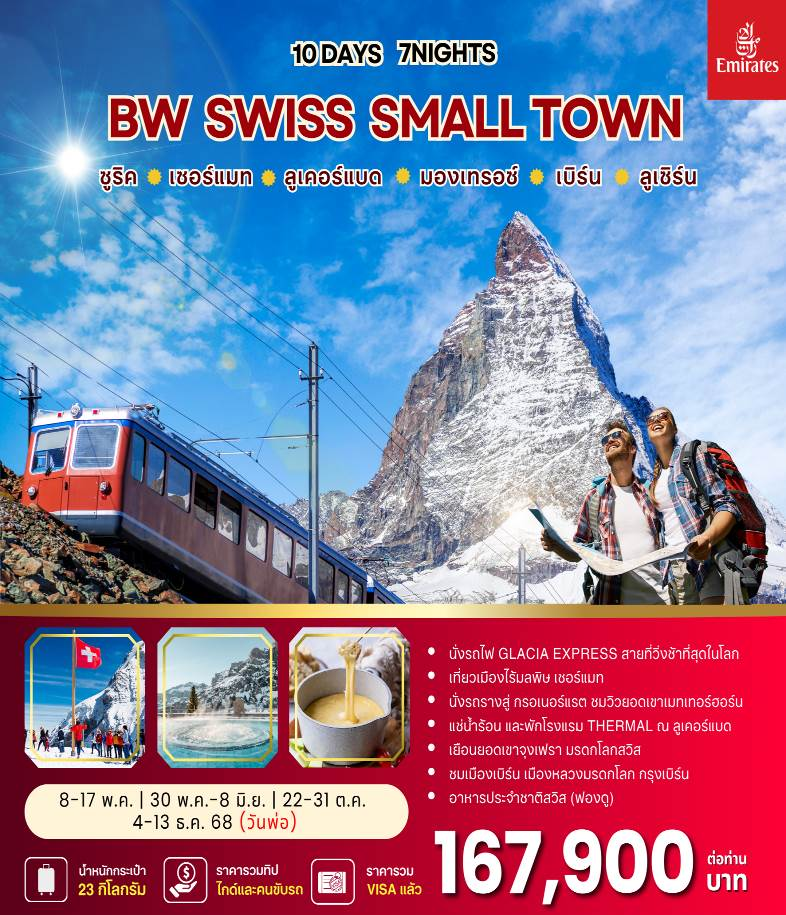 Emirates
10 DAYS 7NIGHTS
BW SWISS SMALL TOWN
ซูริค เซอร์แมท ลูเคอร์แบด มองเทรอซ์ เบิร์น ลูเซิร์น
นั่งรถไฟ GLACIA EXPRESS สายที่วิ่งช้าที่สุดในโลก
เที่ยวเมืองไร้มลพิษ เซอร์แมท
นั่งรถรางสู่ กรอเนอร์แรต ชมวิวยอดเขาเมทเทอร์ฮอร์น
แช่น้ำร้อน และพักโรงแรม THERMAL ณ ลูเคอร์แบด
เยือนยอดเขาจุงเฟรา มรดกโลกสวิส
ชมเมืองเบิร์น เมืองหลวงมรดกโลก กรุงเบิร์น
อาหารประจำชาติสวิส (ฟองดู)
8-17 พ.ค. | 30 พ.ค.-8 มิ.ย. | 22-31 ต.ค.
4-13 ธ.ค. 68 (วันพ่อ)
น้ำหนักกระเป๋า
23 กิโลกรัม
ราคารวมทิป
ไกด์และคนขับรถ
ราคารวม
VISA แล้ว
167,900 ต่อท่าน
บาท